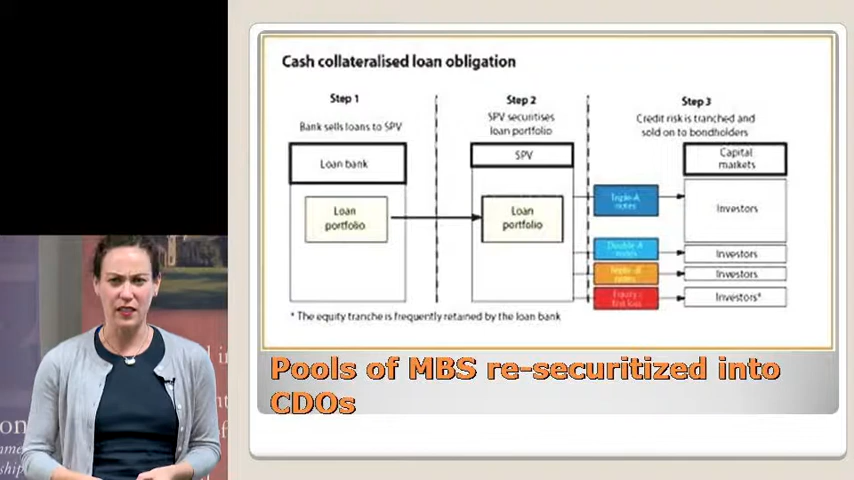 Cash collateralised loan obligation
Step 1
Bank sells loans to SPV
Loan bank
Loan
portfolio
Step 2
SPV securitises
loan portfolio
SPV
Loan
portfolio
Step 3
Credit risk is tranched and
sold on to bondholders
Capital
markets
Triple-A
notes
Investors
Double-A
notes
Investors
Triple-B
notes
Investors
Equity
first loss
Investors*
* The equity tranche is frequently retained by the loan bank
Pools of MBS re-securitized into
CDOs